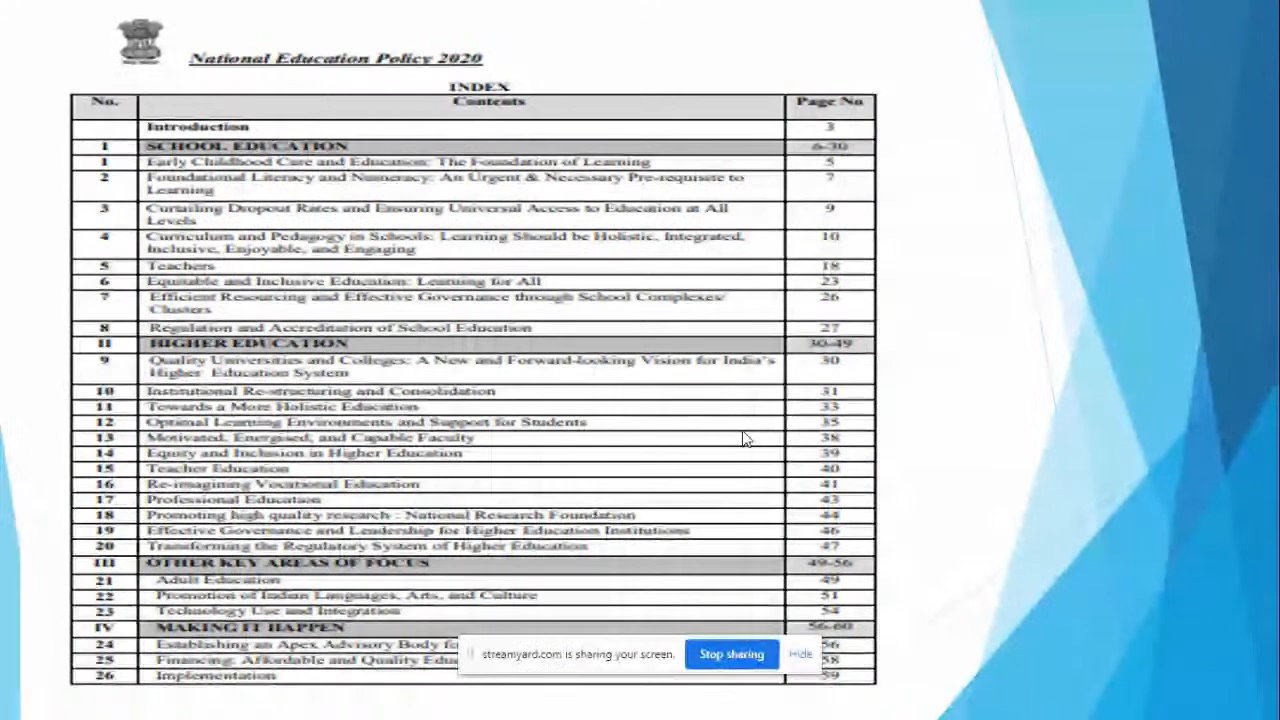 National Education Policy 2020
INDEX
No. Contents Page No
Introduction 3
I SCHOOL EDUCATION 6-30
1 Early Childhood Care and Education: The Foundation of Learning 5
2 Foundational Literacy and Numeracy: An Urgent & Necessary Pre-requisite to 7
Learning
3 Curtailing Dropout Rates and Ensuring Universal Access to Education at All 9
Levels
4 Curriculum and Pedagogy in Schools: Learning Should be Holistic, Integrated, 10
Inclusive, Enjoyable, and Engaging
5 Teachers 18
6 Equitable and Inclusive Education: Learning for All 23
7 Efficient Resourcing and Effective Governance through School Complexes/ 26
Clusters
8 Regulation and Accreditation of School Education 27
II HIGHER EDUCATION 30-49
9 Quality Universities and Colleges: A New and Forward-looking Vision for India's 30
Higher Education System
10 Institutional Re-structuring and Consolidation 31
11 Towards a More Holistic Education 33
12 Optimal Learning Environments and Support for Students 35
13 Motivated, Energised, and Capable Faculty 38
14 Equity and Inclusion in Higher Education 39
15 Teacher Education 40
16 Re-imagining Vocational Education 41
17 Professional Education 43
18 Promoting high quality research : National Research Foundation 44
19 Effective Governance and Leadership for Higher Education Institutions 46
20 Transforming the Regulatory System of Higher Education 47
III OTHER KEY AREAS OF FOCUS 49-56
21 Adult Education 49
22 Promotion of Indian Languages, Arts, and Culture 51
23 Technology Use and Integration 54
IV MAKING IT HAPPEN 56-60
24 Establishing an Apex Advisory Body fo 56
25 Financing: Affordable and Quality Edu 58
26 Implementation 59
streamyard.com is sharing your screen. Stop sharing Hide